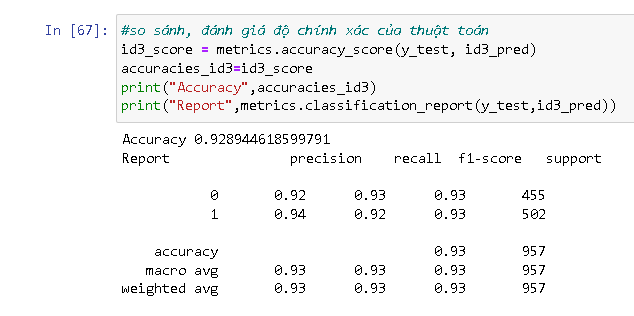 In [67]: #so sánh, đánh giá độ chính xác của thuật toán
id3_score = metrics.accuracy_score(y_test, id3_pred)
accuracies_id3=id3_score
print("Accuracy",accuracies_id3)
print("Report",metrics.classification_report(y_test,id3_pred))
Accuracy 0.928944618599791
Report precision recall f1-score support
0 0.92 0.93 0.93 455
1 0.94 0.92 0.93 502
accuracy 0.93 957
macro avg 0.93 0.93 0.93 957
weighted avg 0.93 0.93 0.93 957